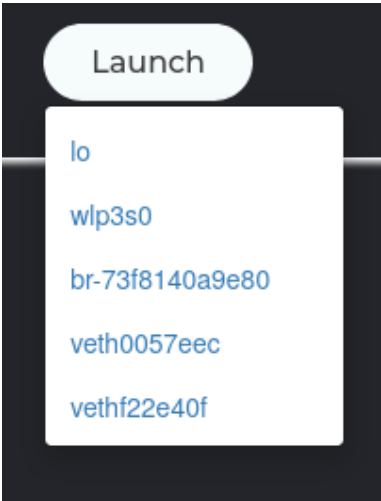 Launch
lo
wlp3s0
br-73f8140a9e80
veth0057eec
vethf22e40f